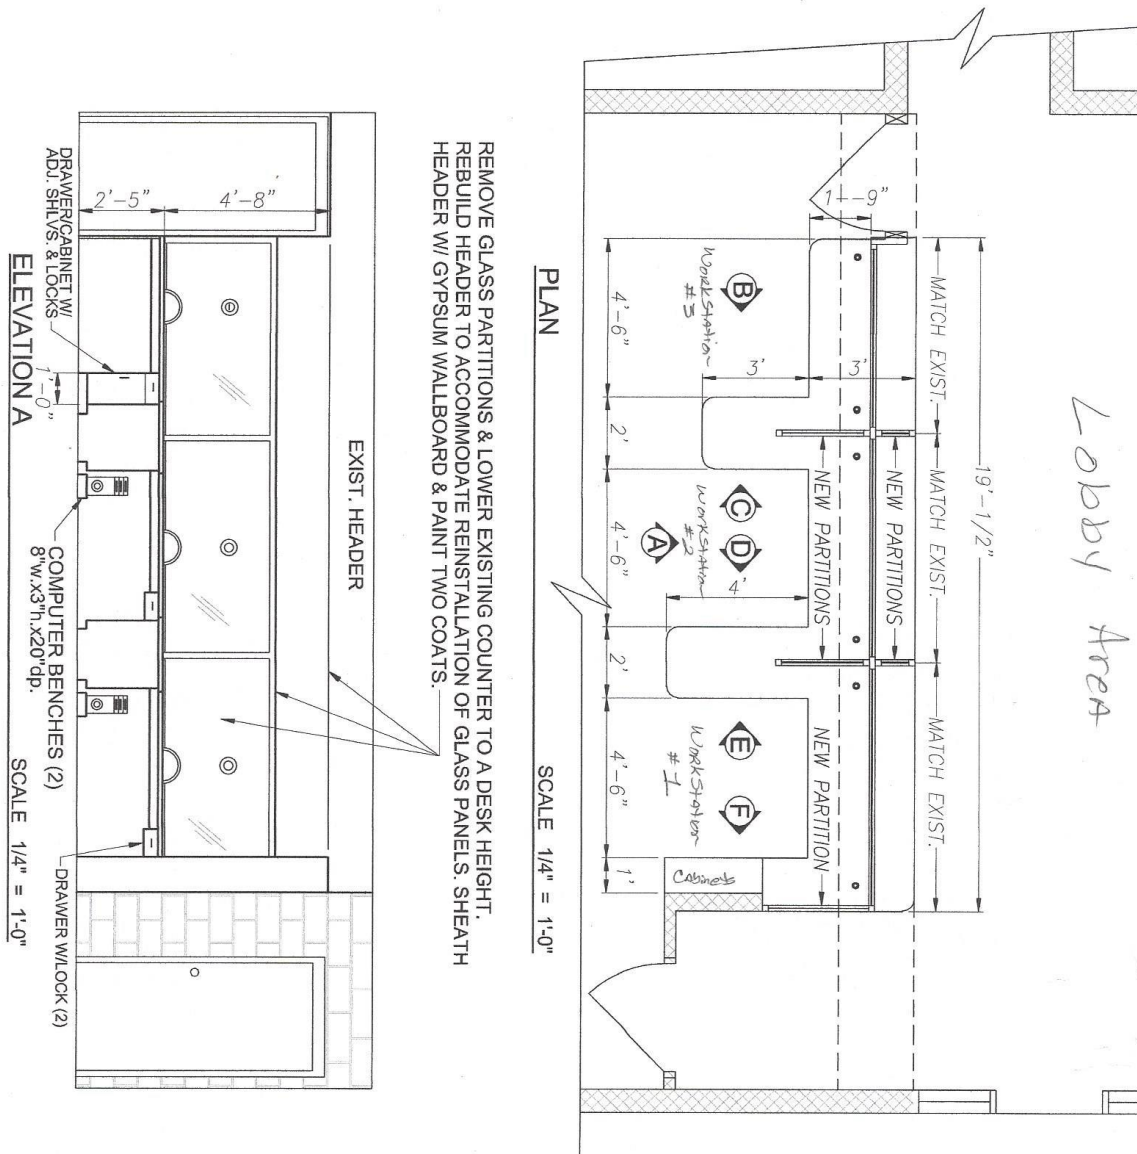 Lobby Area
19'-1/2"
MATCH EXIST.
MATCH EXIST.
MATCH EXIST.
NEW PARTITIONS
NEW PARTITIONS
NEW PARTITION
1--9"
3'
3'
4'
B
C
D
A
E
F
Workstation
#3
Workstation
#2
Workstation
#1
Cabinets
4'-6"
2'
4'-6"
2'
4'-6"
1'
PLAN
SCALE 1/4" = 1'-0"
REMOVE GLASS PARTITIONS & LOWER EXISTING COUNTER TO A DESK HEIGHT.
REBUILD HEADER TO ACCOMMODATE REINSTALLATION OF GLASS PANELS. SHEATH
HEADER W/ GYPSUM WALLBOARD & PAINT TWO COATS.
EXIST. HEADER
4'-8"
2'-5"
1'-0"
DRAWER/CABINET W/
ADJ. SHLVS. & LOCKS
COMPUTER BENCHES (2)
8"w.x3"h.x20"dp.
DRAWER W/LOCK (2)
ELEVATION A
SCALE 1/4" = 1'-0"